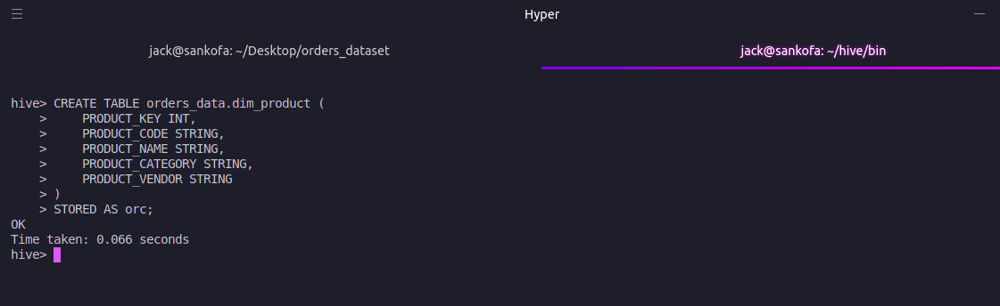 Hyper
jack@sankofa: ~/Desktop/orders_dataset
jack@sankofa: ~/hive/bin
hive> CREATE TABLE orders_data.dim_product (
    >     PRODUCT_KEY INT,
    >     PRODUCT_CODE STRING,
    >     PRODUCT_NAME STRING,
    >     PRODUCT_CATEGORY STRING,
    >     PRODUCT_VENDOR STRING
    > )
    > STORED AS orc;
OK
Time taken: 0.066 seconds
hive>